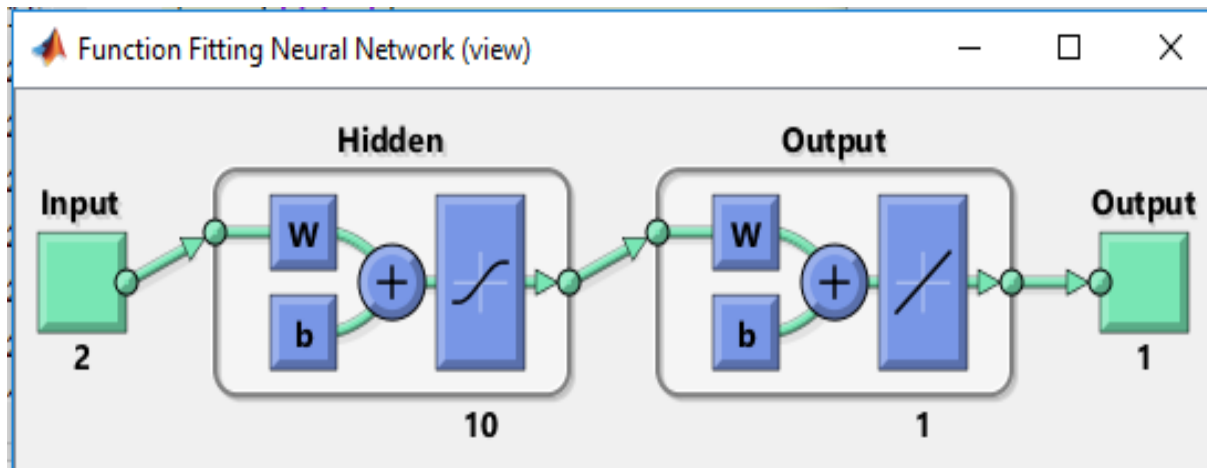 Function Fitting Neural Network (view)
Hidden
Output
Input
Output
W
W
b
b
2
1
10
1